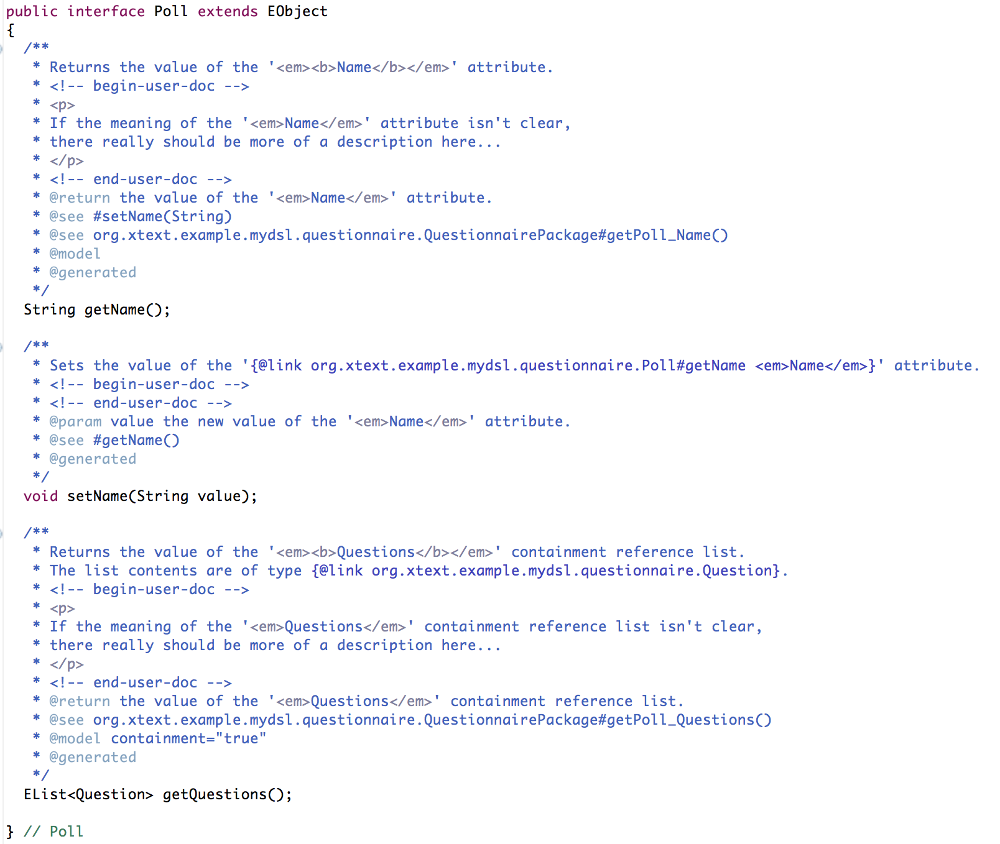 public interface Poll extends EObject
{
  /**
   * Returns the value of the '<em><b>Name</b></em>' attribute.
   * <!-- begin-user-doc -->
   * <p>
   * If the meaning of the '<em>Name</em>' attribute isn't clear,
   * there really should be more of a description here...
   * </p>
   * <!-- end-user-doc -->
   * @return the value of the '<em>Name</em>' attribute.
   * @see #setName(String)
   * @see org.xtext.example.mydsl.questionnaire.QuestionnairePackage#getPoll_Name()
   * @model
   * @generated
   */
  String getName();

  /**
   * Sets the value of the '{@link org.xtext.example.mydsl.questionnaire.Poll#getName <em>Name</em>}' attribute.
   * <!-- begin-user-doc -->
   * <!-- end-user-doc -->
   * @param value the new value of the '<em>Name</em>' attribute.
   * @see #getName()
   * @generated
   */
  void setName(String value);

  /**
   * Returns the value of the '<em><b>Questions</b></em>' containment reference list.
   * The list contents are of type {@link org.xtext.example.mydsl.questionnaire.Question}.
   * <!-- begin-user-doc -->
   * <p>
   * If the meaning of the '<em>Questions</em>' containment reference list isn't clear,
   * there really should be more of a description here...
   * </p>
   * <!-- end-user-doc -->
   * @return the value of the '<em>Questions</em>' containment reference list.
   * @see org.xtext.example.mydsl.questionnaire.QuestionnairePackage#getPoll_Questions()
   * @model containment="true"
   * @generated
   */
  EList<Question> getQuestions();

} // Poll